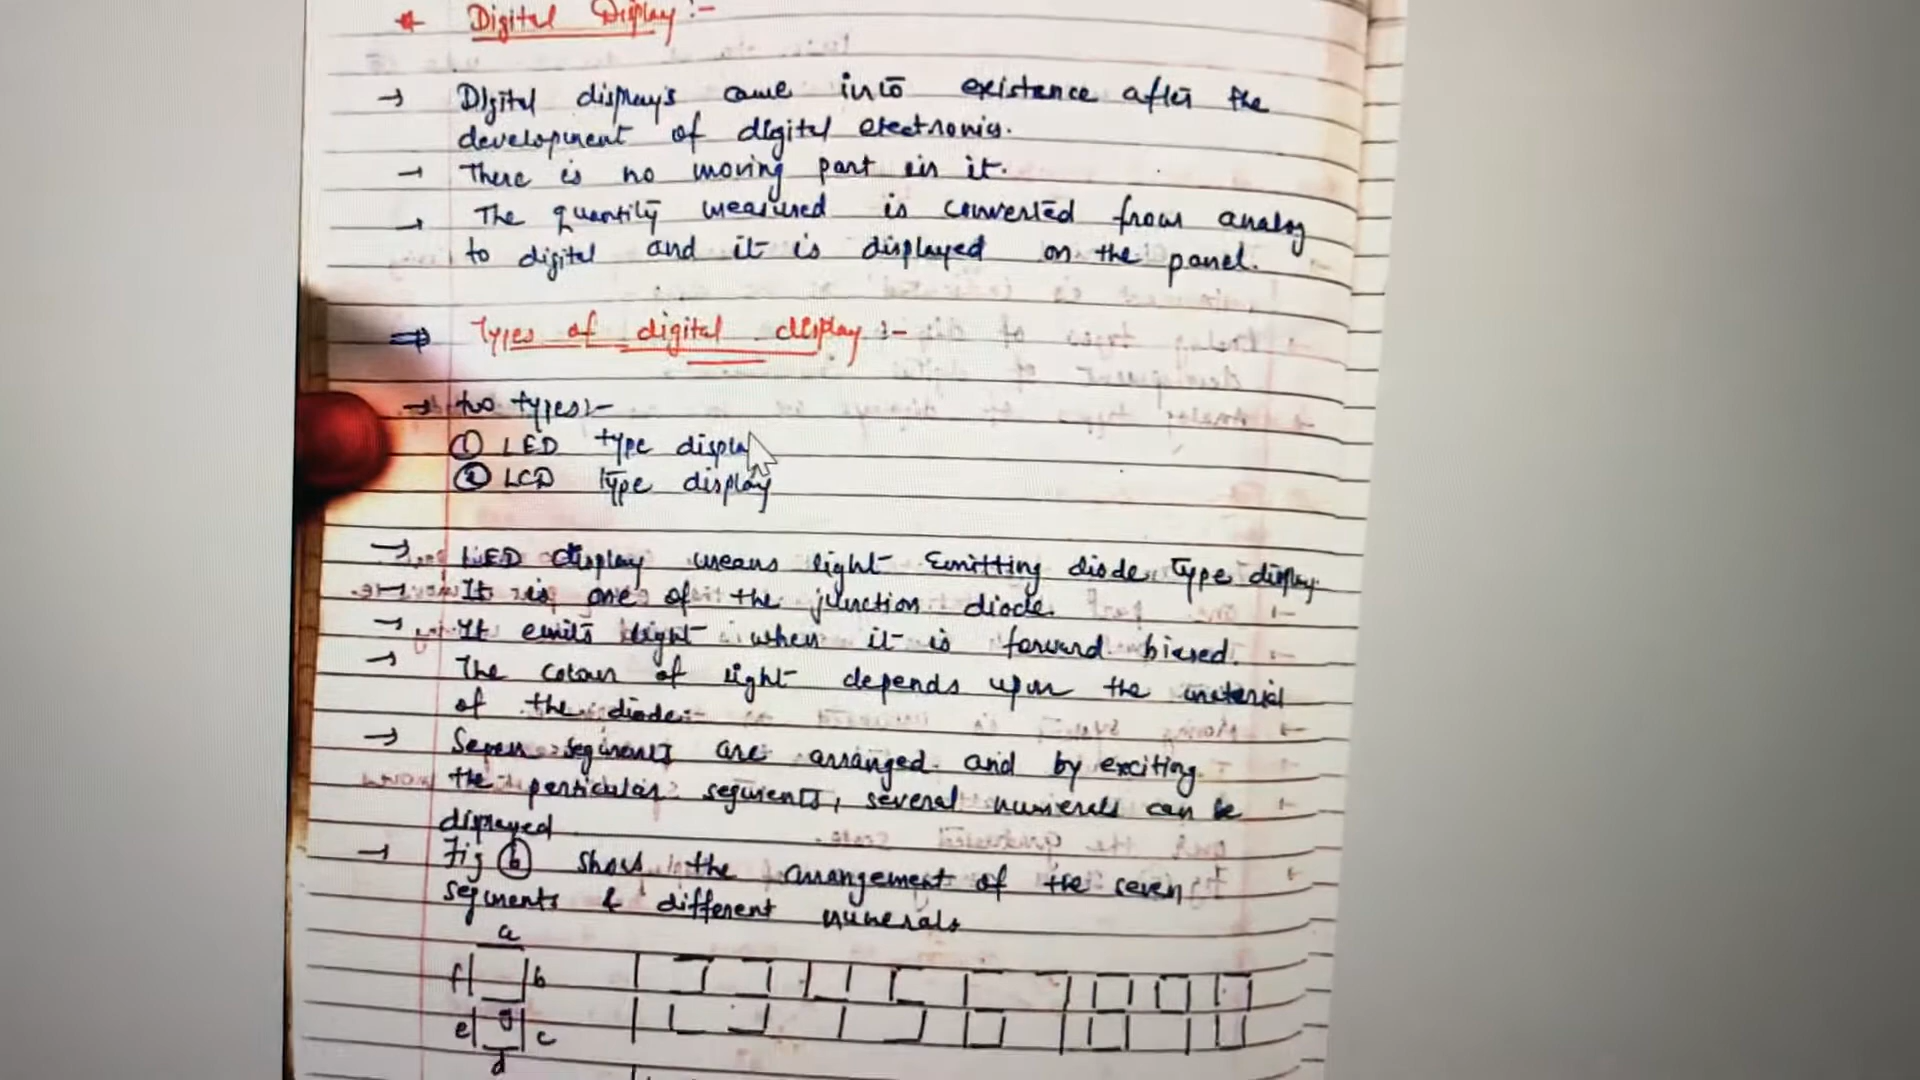 * Digital Display :-
→ Digital displays came into existence after the
development of digital electronics.
→ There is no moving part in it.
→ The quantity measured is converted from analog
to digital and it is displayed on the panel.
⇒ Types of digital display :-
→ two types:-
① LED type display
② LCD type display
→ LED display means light Emitting diode type display.
→ It is one of the junction diode.
→ It emits light when it is forward biased.
→ The colour of light depends upon the material
of the diode.
→ Seven segments are arranged and by exciting
the particular segments, several numerals can be
displayed
→ Fig ⓑ shows the arrangement of the seven
segments & different numerals
a
f b
g
e c
d